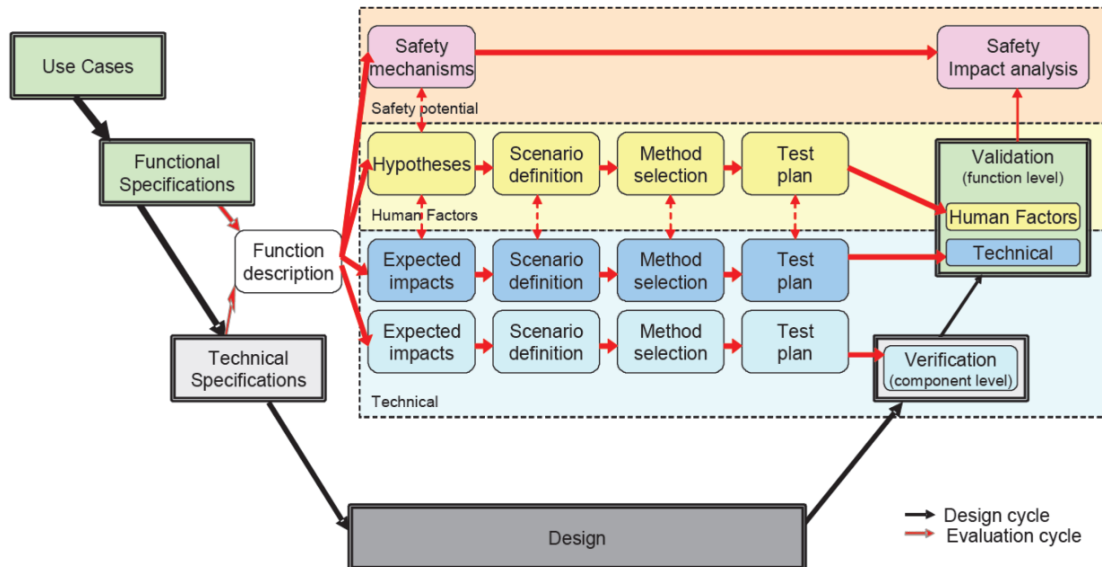 Use Cases
Functional
Specifications
Function
description
Technical
Specifications
Safety
mechanisms
Safety
Impact analysis
Safety potential
Hypotheses
Scenario
definition
Method
selection
Test
plan
Human Factors
Expected
impacts
Scenario
definition
Method
selection
Test
plan
Expected
impacts
Scenario
definition
Method
selection
Test
plan
Technical
Validation
(function level)
Human Factors
Technical
Verification
(component level)
Design
Design cycle
Evaluation cycle